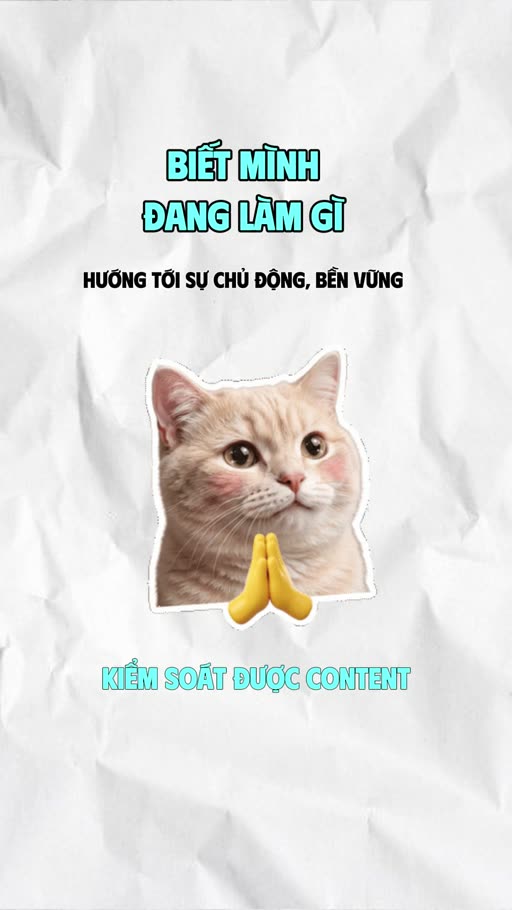 BIẾT MÌNH
ĐANG LÀM GÌ
HƯỚNG TỚI SỰ CHỦ ĐỘNG, BỀN VỮNG
KIỂM SOÁT ĐƯỢC CONTENT